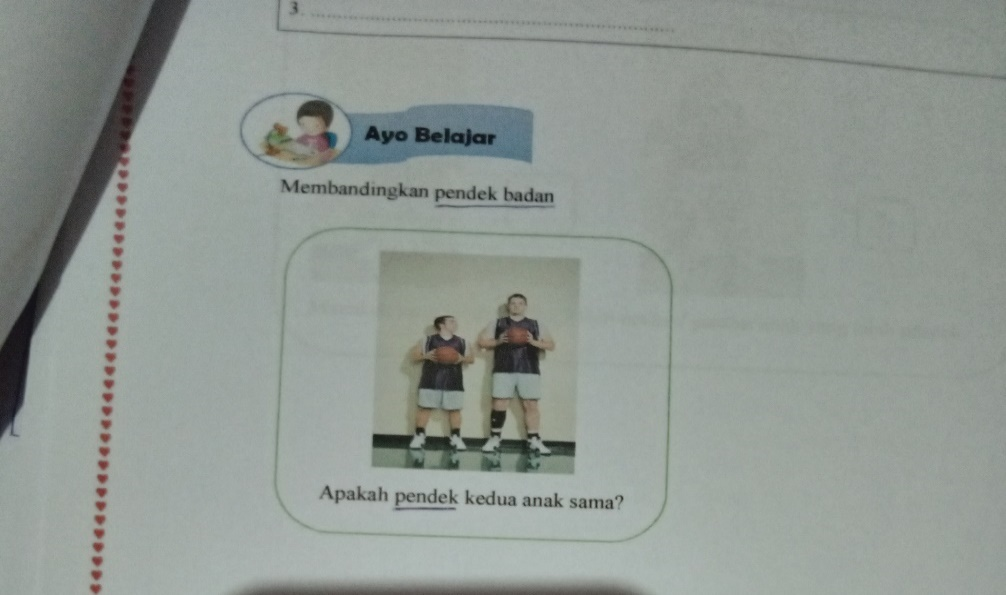 3. ........................................................................
Ayo Belajar
Membandingkan pendek badan
Apakah pendek kedua anak sama?